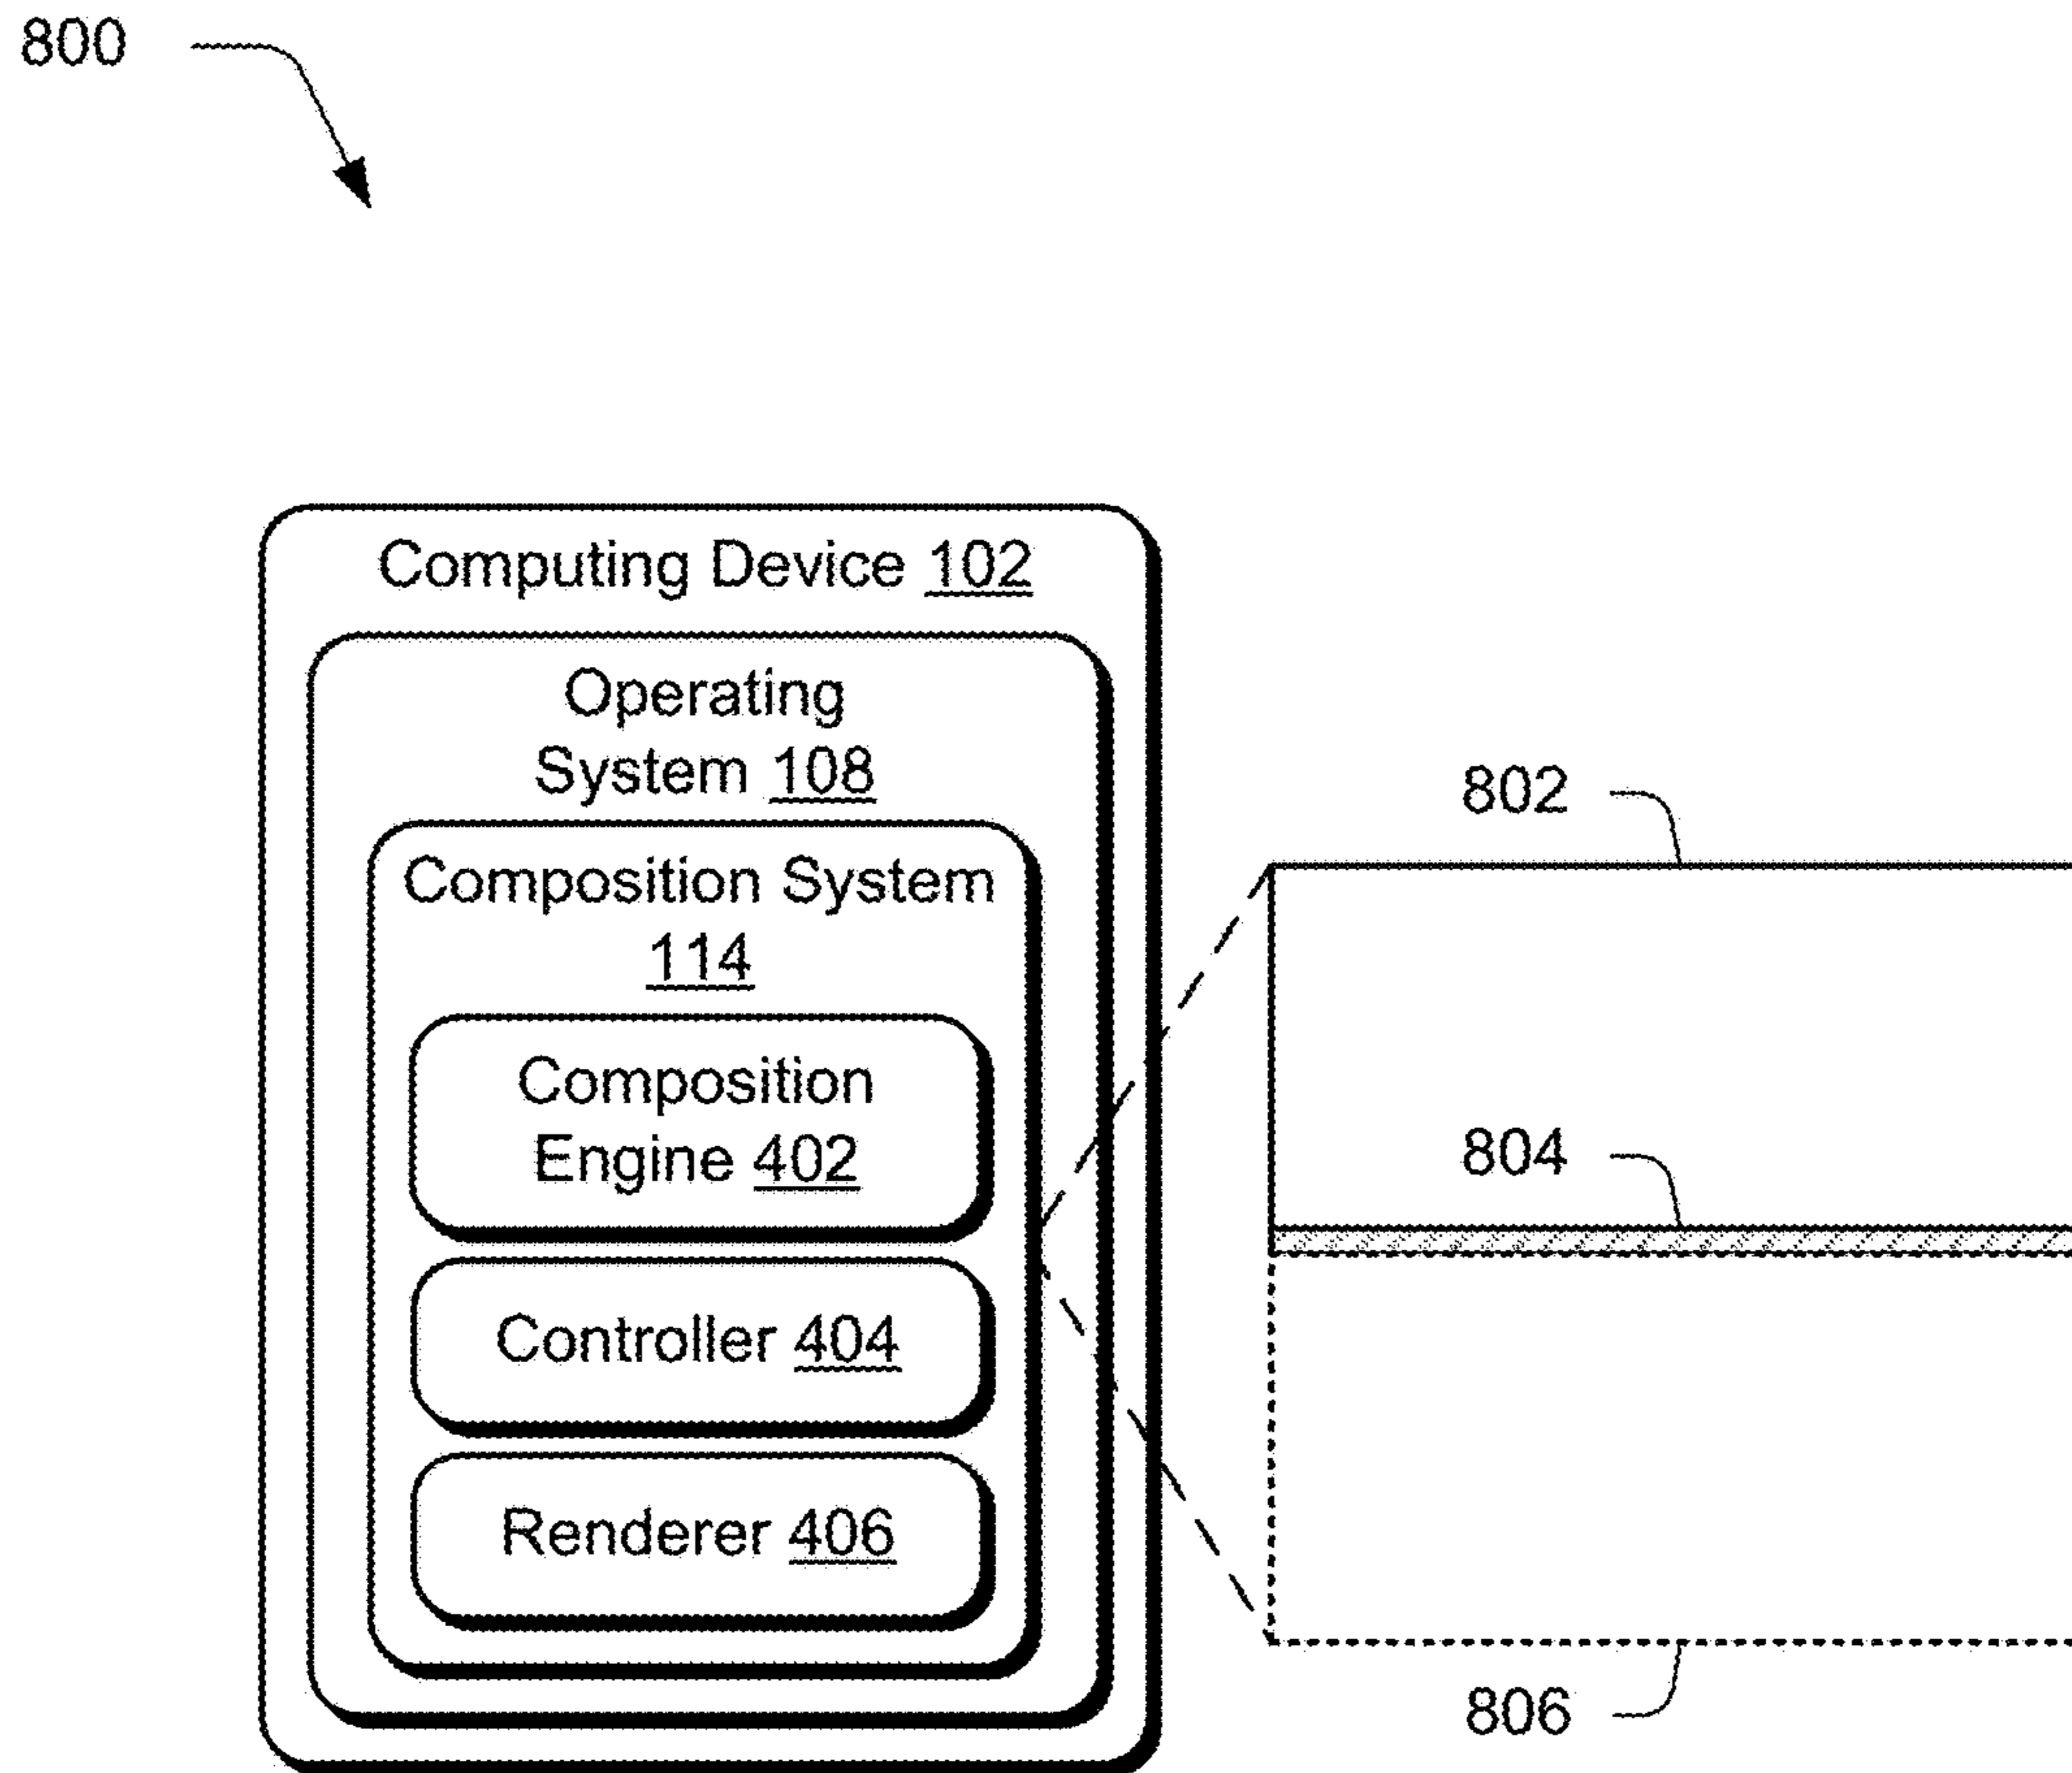 800
Computing Device 102
Operating
System 108
Composition System
114
Composition
Engine 402
Controller 404
Renderer 406
802
804
806